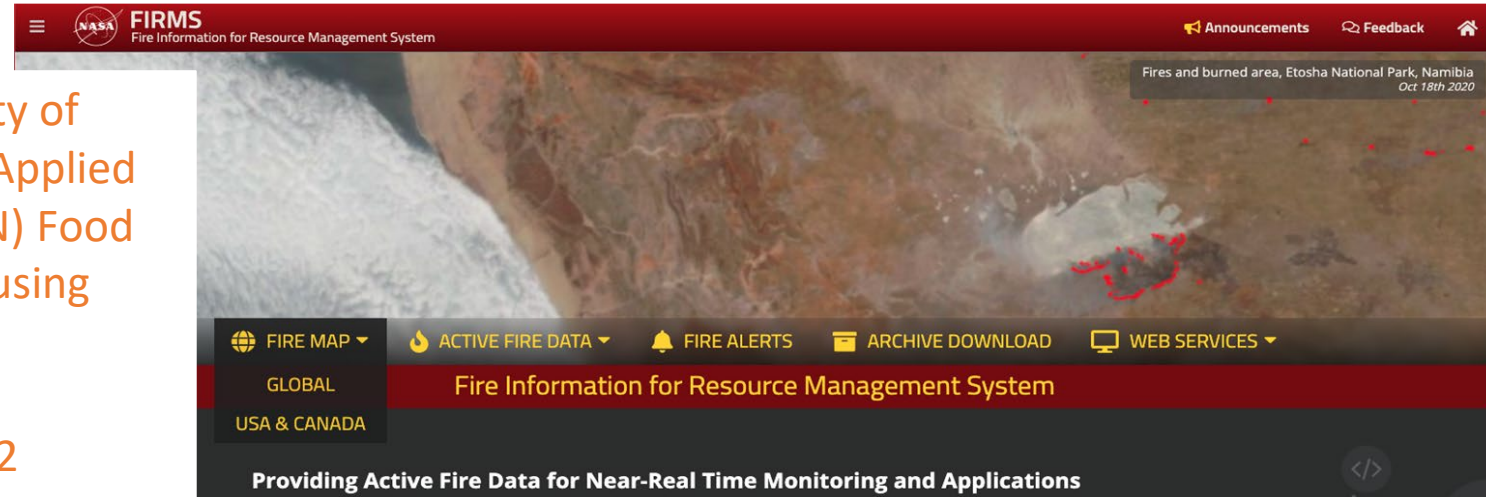 NASA
FIRMS
Fire Information for Resource Management System
Announcements
Feedback
Fires and burned area, Etosha National Park, Namibia
Oct 18th 2020
ty of
Applied
N) Food
using
2
FIRE MAP
ACTIVE FIRE DATA
FIRE ALERTS
ARCHIVE DOWNLOAD
WEB SERVICES
GLOBAL
USA & CANADA
Fire Information for Resource Management System
Providing Active Fire Data for Near-Real Time Monitoring and Applications
</>